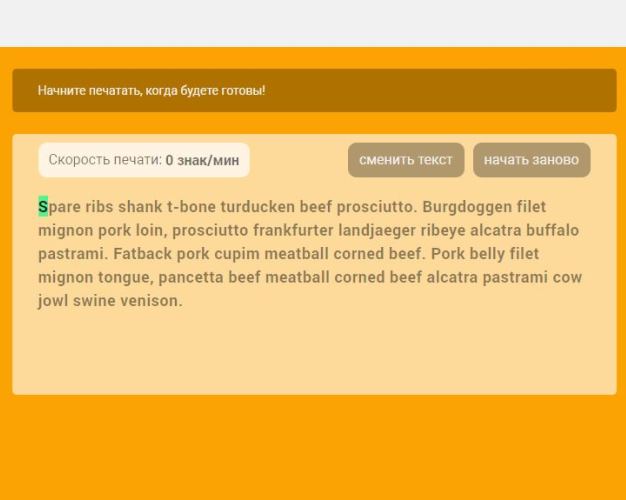 Начните печатать, когда будете готовы!
Скорость печати: 0 знак/мин
сменить текст
начать заново
Spare ribs shank t-bone turducken beef prosciutto. Burgdoggen filet
mignon pork loin, prosciutto frankfurter landjaeger ribeye alcatra buffalo
pastrami. Fatback pork cupim meatball corned beef. Pork belly filet
mignon tongue, pancetta beef meatball corned beef alcatra pastrami cow
jowl swine venison.